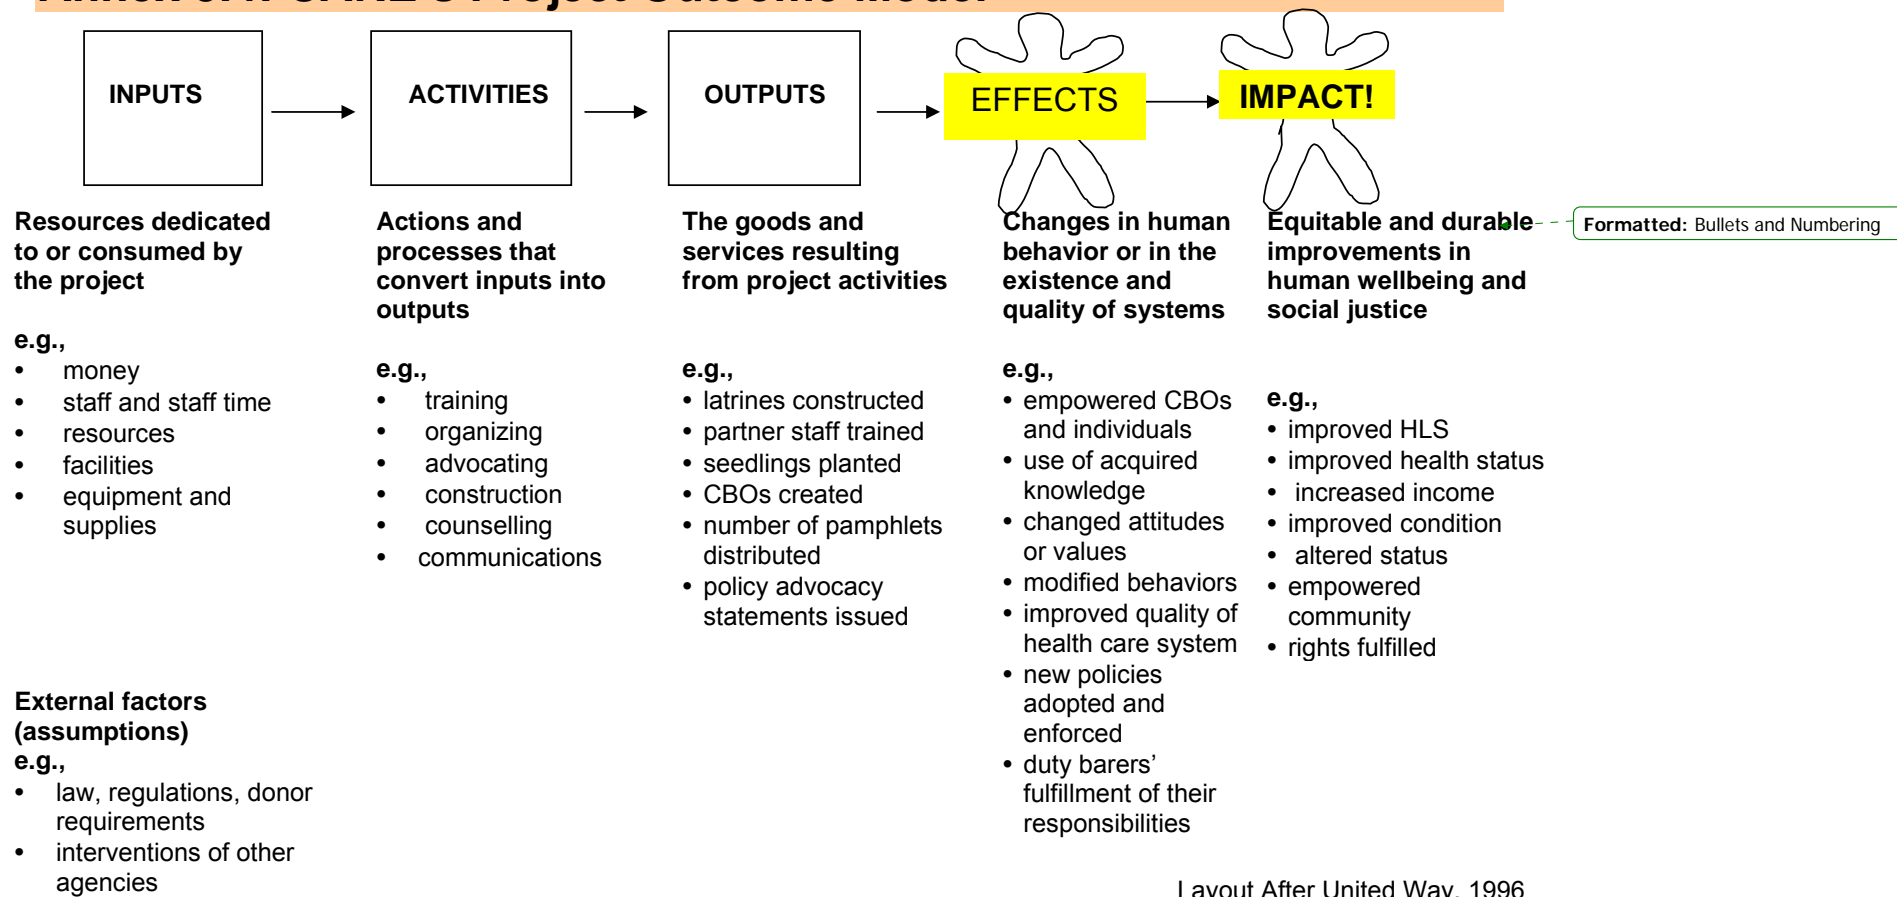 INPUTS
ACTIVITIES
OUTPUTS
EFFECTS
IMPACT!
Resources dedicated
to or consumed by
the project
e.g.,
• money
• staff and staff time
• resources
• facilities
• equipment and
supplies
External factors
(assumptions)
e.g.,
• law, regulations, donor
requirements
• interventions of other
agencies
Actions and
processes that
convert inputs into
outputs
e.g.,
• training
• organizing
• advocating
• construction
• counselling
• communications
The goods and
services resulting
from project activities
e.g.,
• latrines constructed
• partner staff trained
• seedlings planted
• CBOs created
• number of pamphlets
distributed
• policy advocacy
statements issued
Changes in human
behavior or in the
existence and
quality of systems
e.g.,
• empowered CBOs
and individuals
• use of acquired
knowledge
• changed attitudes
or values
• modified behaviors
• improved quality of
health care system
• new policies
adopted and
enforced
• duty barers'
fulfillment of their
responsibilities
Equitable and durable
improvements in
human wellbeing and
social justice
e.g.,
• improved HLS
• improved health status
• increased income
• improved condition
• altered status
• empowered
community
• rights fulfilled
Formatted: Bullets and Numbering
Layout After United Way, 1996